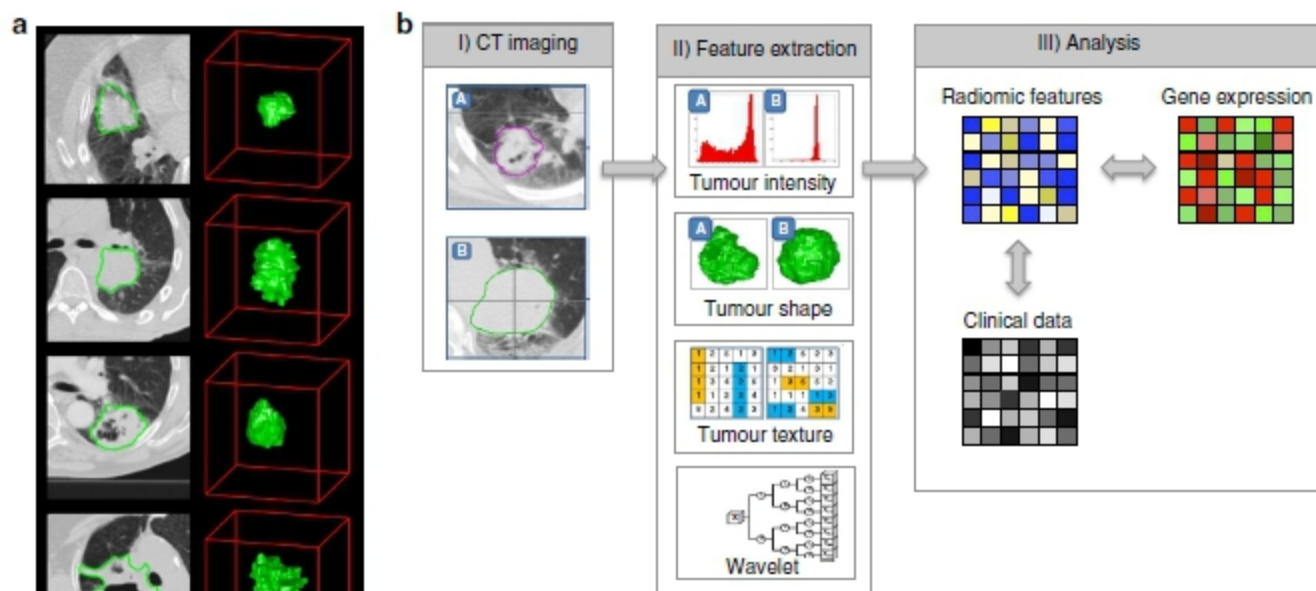 a
b
I) CT imaging
A
B
II) Feature extraction
A
B
Tumour intensity
A
B
Tumour shape
Tumour texture
Wavelet
III) Analysis
Radiomic features
Gene expression
Clinical data